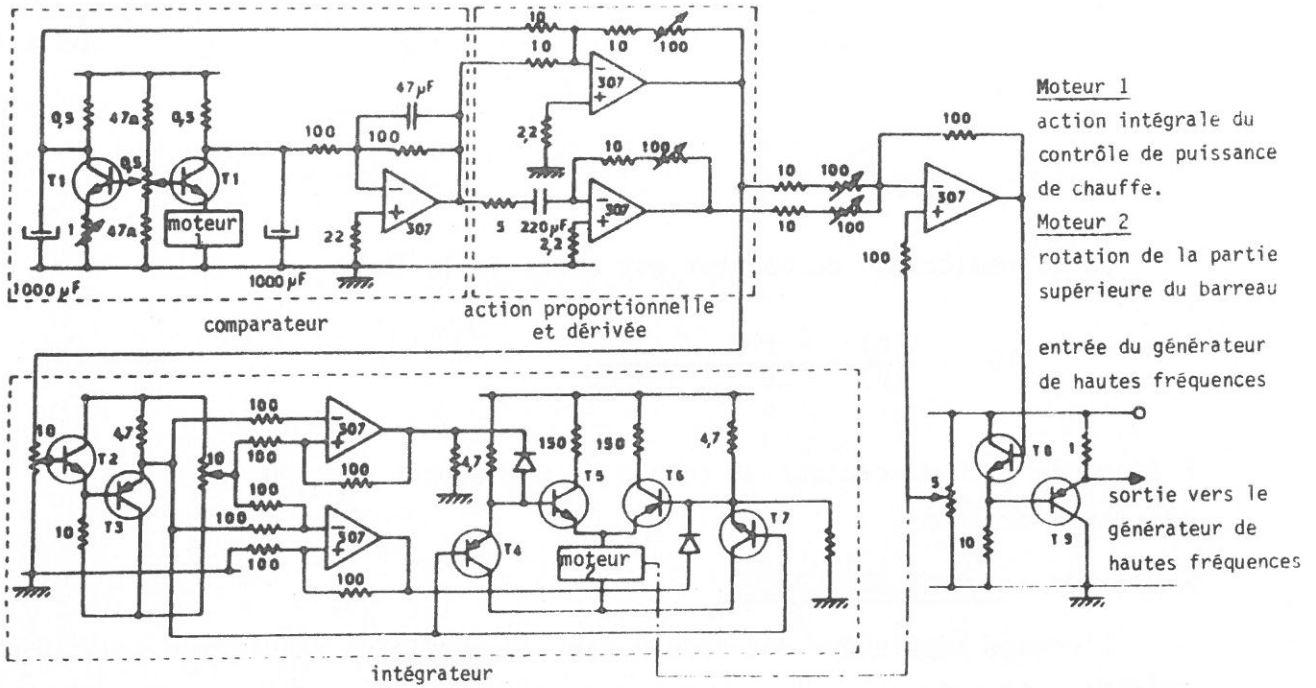 10
10
100
10
47µF
307
Moteur 1
action intégrale du
contrôle de puissance
de chauffe.
Moteur 2
rotation de la partie
supérieure du barreau
0,5
47Ω
0,5
0,5
100
100
2,2
10
100
100
T1
T1
10
100
307
1
47Ω
moteur
1
22
307
5
220µF
2,2
307
10
100
100
1000µF
1000µF
comparateur
action proportionnelle
et dérivée
entrée du générateur
de hautes fréquences
10
T2
4,7
10
T3
10
100
100
307
100
100
100
307
100
100
4,7
150
150
4,7
T5
T6
T4
T7
moteur
2
intégrateur
T8
1
5
10
T9
sortie vers le
générateur de
hautes fréquences